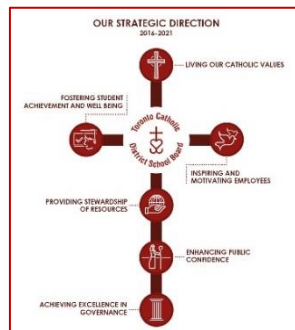 OUR STRATEGIC DIRECTION
2016-2021
LIVING OUR CATHOLIC VALUES
FOSTERING STUDENT
ACHIEVEMENT AND WELL BEING
Toronto Catholic
District School Board
INSPIRING AND
MOTIVATING EMPLOYEES
PROVIDING STEWARDSHIP
OF RESOURCES
ENHANCING PUBLIC
CONFIDENCE
ACHIEVING EXCELLENCE IN
GOVERNANCE